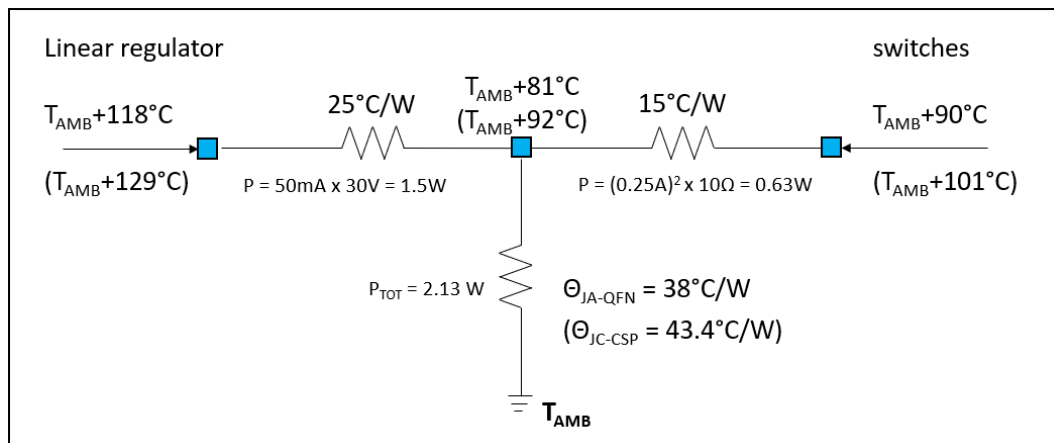 Linear regulator
switches
T_AMB+118°C
25°C/W
T_AMB+81°C
(T_AMB+92°C)
15°C/W
T_AMB+90°C
(T_AMB+129°C)
P = 50mA x 30V = 1.5W
P = (0.25A)² x 10Ω = 0.63W
(T_AMB+101°C)
P_TOT = 2.13 W
Θ_JA-QFN = 38°C/W
(Θ_JC-CSP = 43.4°C/W)
T_AMB